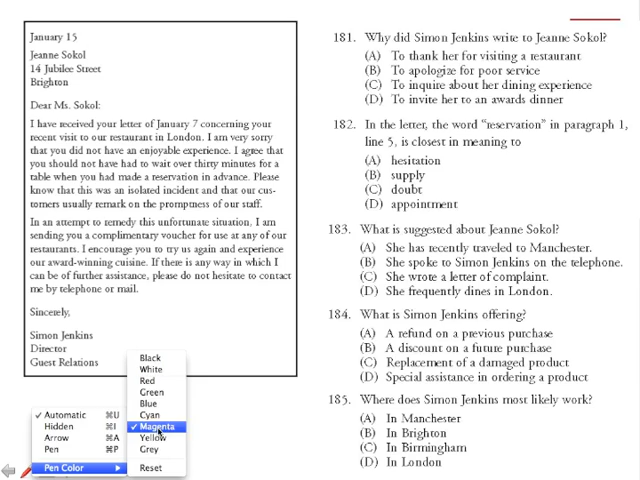 January 15
Jeanne Sokol
14 Jubilee Street
Brighton
Dear Ms. Sokol:
I have received your letter of January 7 concerning your
recent visit to our restaurant in London. I am very sorry
that you did not have an enjoyable experience. I agree that
you should not have had to wait over thirty minutes for a
table when you had made a reservation in advance. Please
know that this was an isolated incident and that our cus-
tomers usually remark on the promptness of our staff.
In an attempt to remedy this unfortunate situation, I am
sending you a complimentary voucher for use at any of our
restaurants. I encourage you to try us again and experience
our award-winning cuisine. If there is any way in which I
can be of further assistance, please do not hesitate to contact
me by telephone or mail.
Sincerely,
Simon Jenkins
Director
Guest Relations
Automatic ⌘U
Hidden ⌘I
Arrow ⌘A
Pen ⌘P
Pen Color
Black
White
Red
Green
Blue
Cyan
Magenta
Yellow
Grey
Reset
181. Why did Simon Jenkins write to Jeanne Sokol?
(A) To thank her for visiting a restaurant
(B) To apologize for poor service
(C) To inquire about her dining experience
(D) To invite her to an awards dinner
182. In the letter, the word “reservation” in paragraph 1,
line 5, is closest in meaning to
(A) hesitation
(B) supply
(C) doubt
(D) appointment
183. What is suggested about Jeanne Sokol?
(A) She has recently traveled to Manchester.
(B) She spoke to Simon Jenkins on the telephone.
(C) She wrote a letter of complaint.
(D) She frequently dines in London.
184. What is Simon Jenkins offering?
(A) A refund on a previous purchase
(B) A discount on a future purchase
(C) Replacement of a damaged product
(D) Special assistance in ordering a product
185. Where does Simon Jenkins most likely work?
(A) In Manchester
(B) In Brighton
(C) In Birmingham
(D) In London